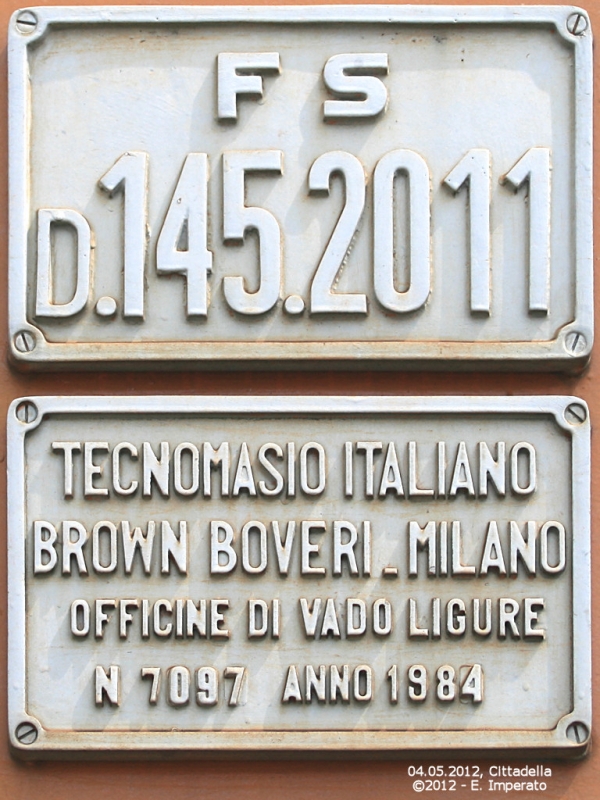 FS
D.145.2011
TECNOMASIO ITALIANO
BROWN BOVERI - MILANO
OFFICINE DI VADO LIGURE
N 7097 ANNO 1984
04.05.2012, Cittadella
©2012 - E. Imperato